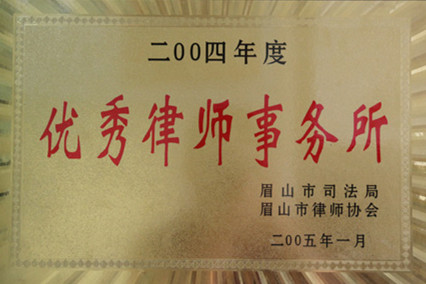 二00四年度
优秀律师事务所
眉山市司法局
眉山市律师协会
二00五年一月